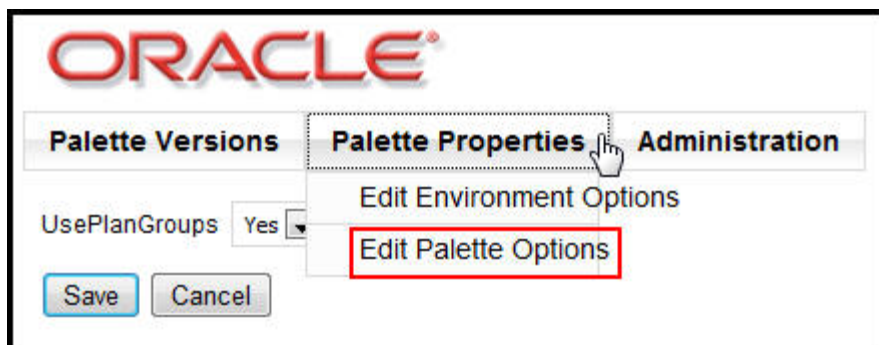 ORACLE
Palette Versions Palette Properties Administration
Edit Environment Options
UsePlanGroups Yes
Edit Palette Options
Save Cancel